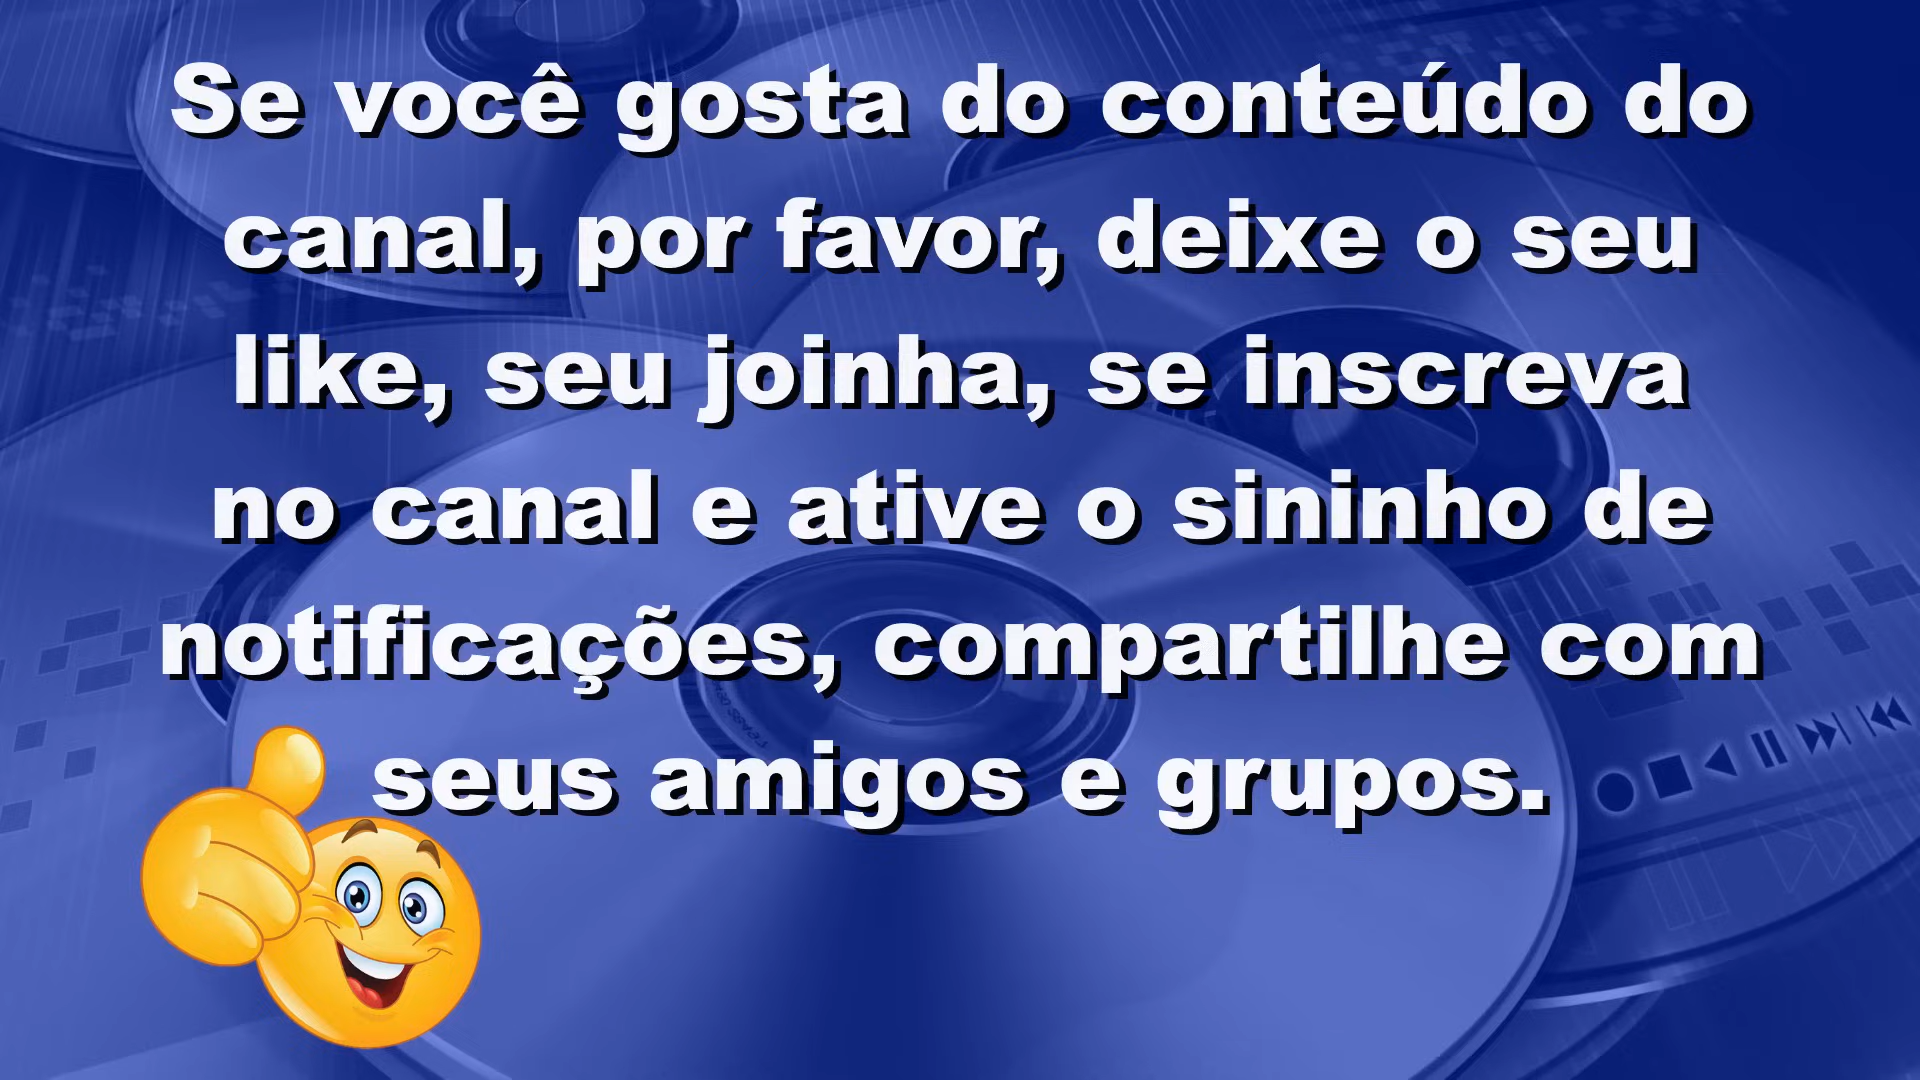 Se você gosta do conteúdo do
canal, por favor, deixe o seu
like, seu joinha, se inscreva
no canal e ative o sininho de
notificações, compartilhe com
seus amigos e grupos.